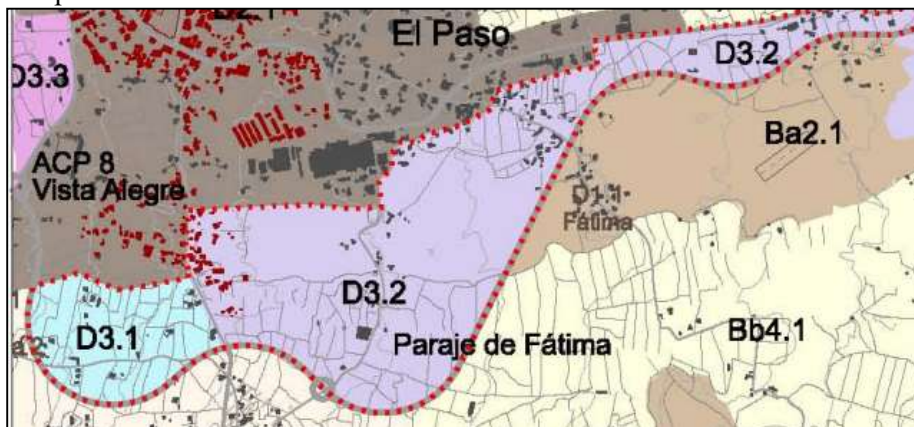 El Paso
D3.2
D3.3
Ba2.1
ACP 8
Vista Alegre
D1.1
Fátima
D3.2
D3.1
Paraje de Fátima
Bb4.1